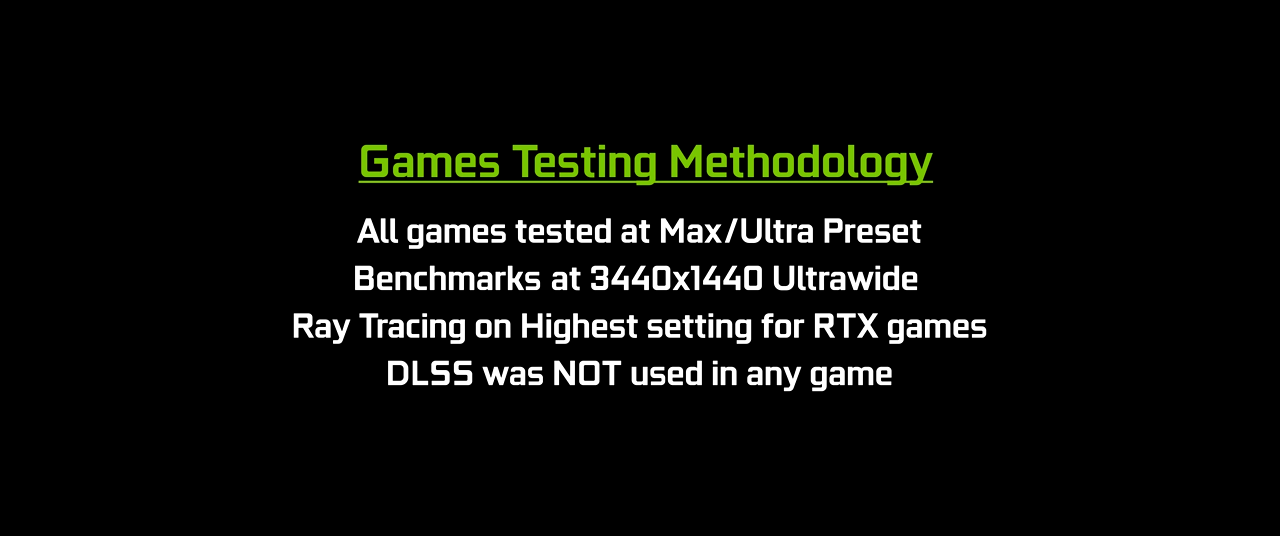 Games Testing Methodology
All games tested at Max/Ultra Preset
Benchmarks at 3440x1440 Ultrawide
Ray Tracing on Highest setting for RTX games
DLSS was NOT used in any game